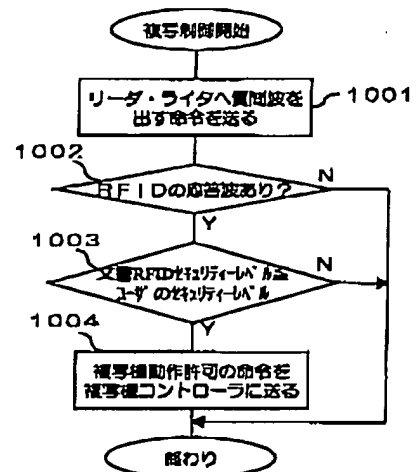 複写制御開始
リーダ・ライタへ質問波を
出す命令を送る
1001
1002
RFIDの応答波あり?
N
Y
1003
文書RFIDセキュリティーレベル≦
ユーザのセキュリティーレベル
N
Y
1004
複写機動作許可の命令を
複写機コントローラに送る
終わり